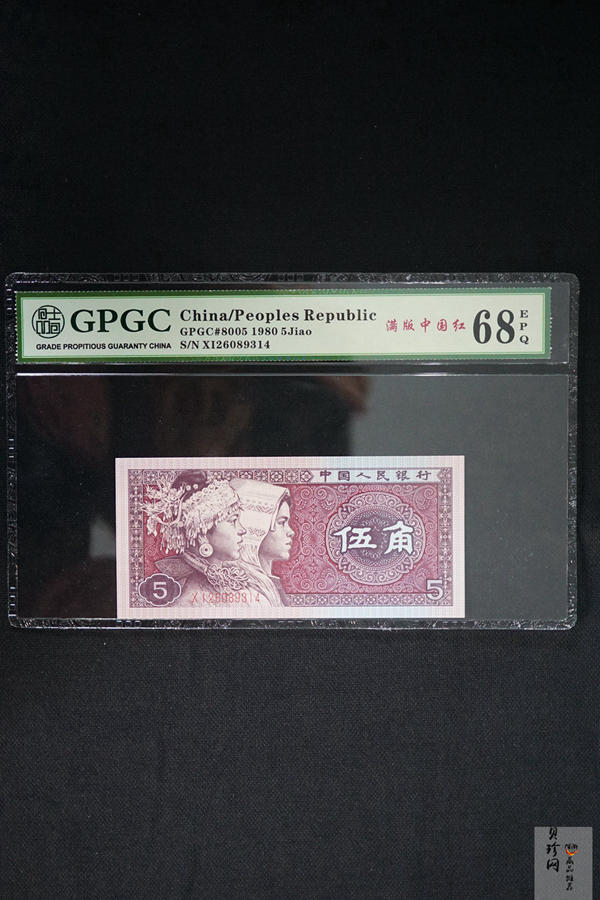 GPGC
GRADE PROPITIOUS GUARANTY CHINA
China/Peoples Republic
GPGC#8005 1980 5Jiao
S/N XI26089314
满版中国红
68
EPQ
中国人民银行
伍角
5
XI26089314
5
贝珍网